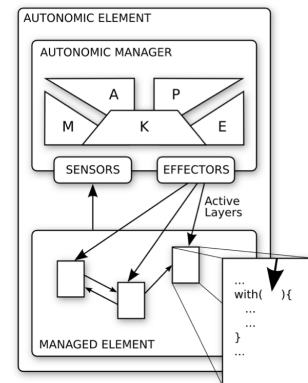 AUTONOMIC ELEMENT
AUTONOMIC MANAGER
A P
M K E
SENSORS EFFECTORS
Active
Layers
...
with( ){
...
...
}
...
MANAGED ELEMENT